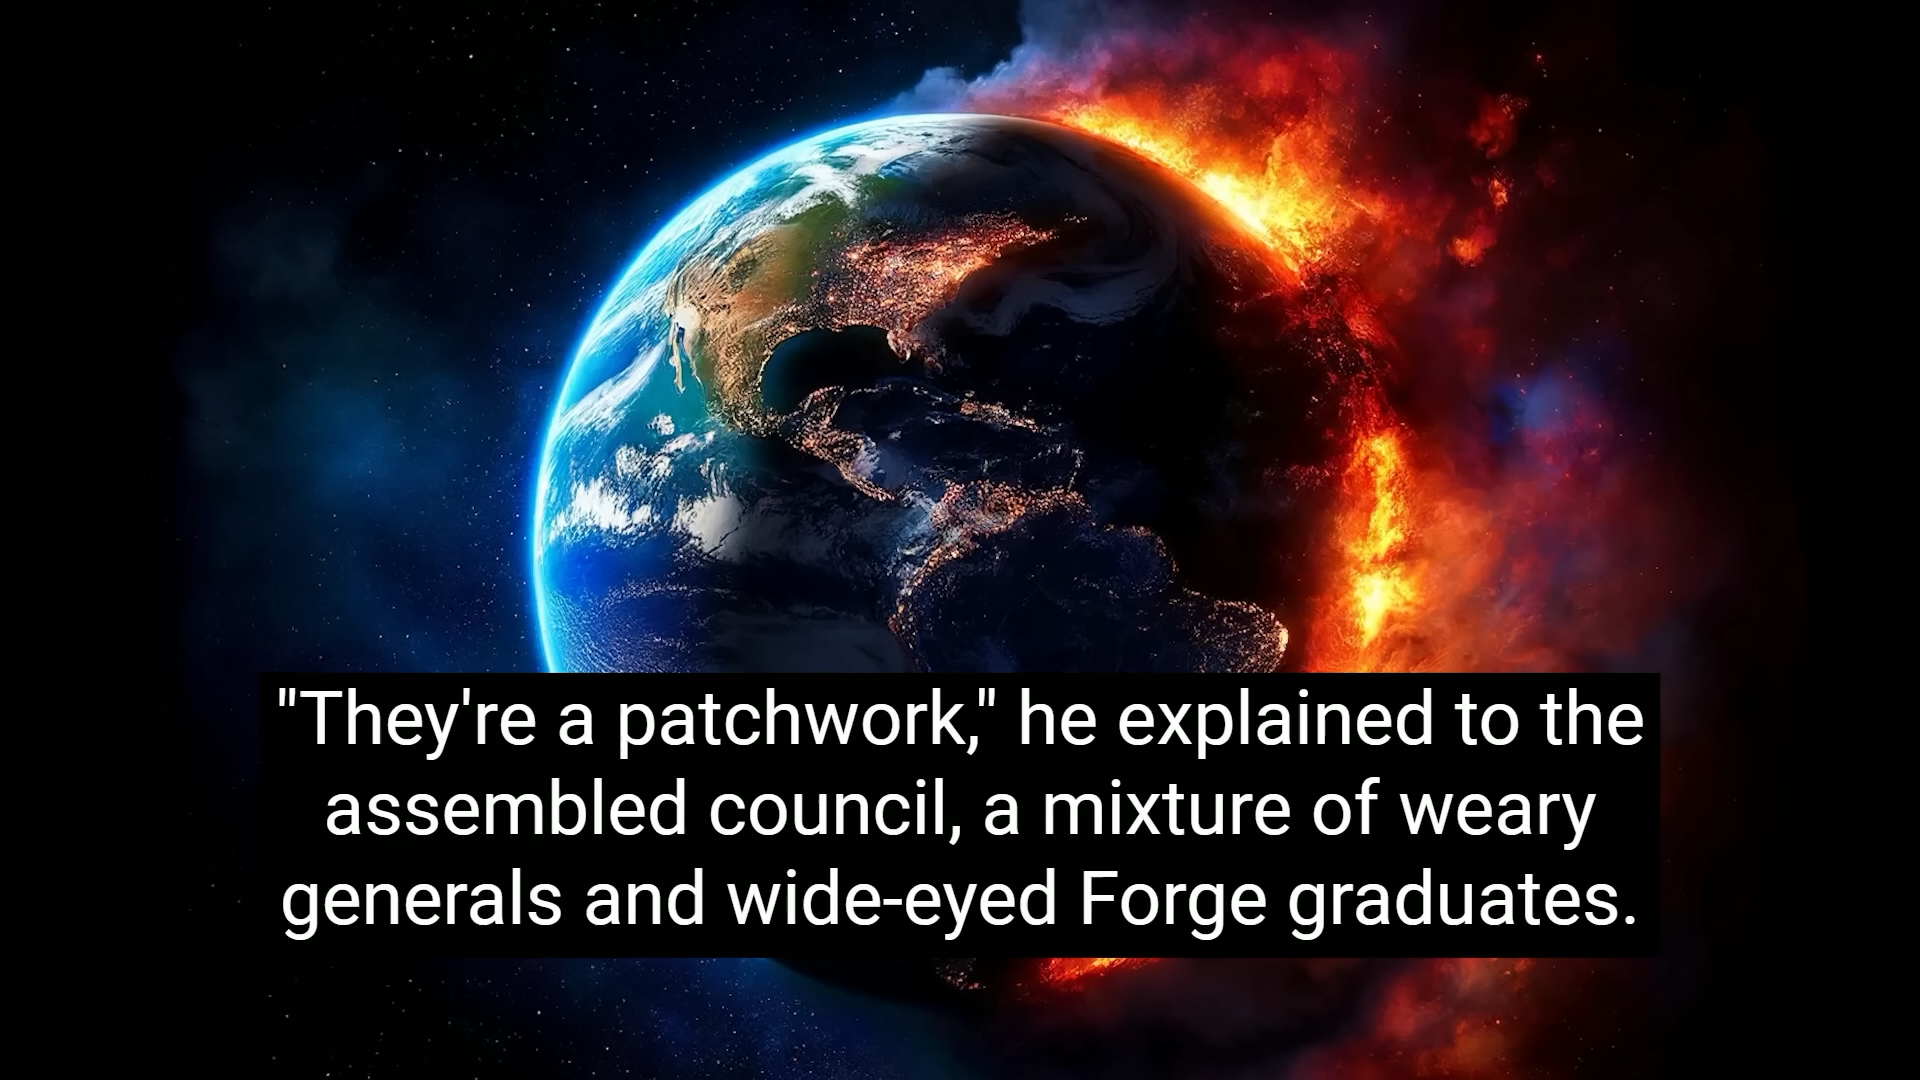 "They're a patchwork," he explained to the
assembled council, a mixture of weary
generals and wide-eyed Forge graduates.